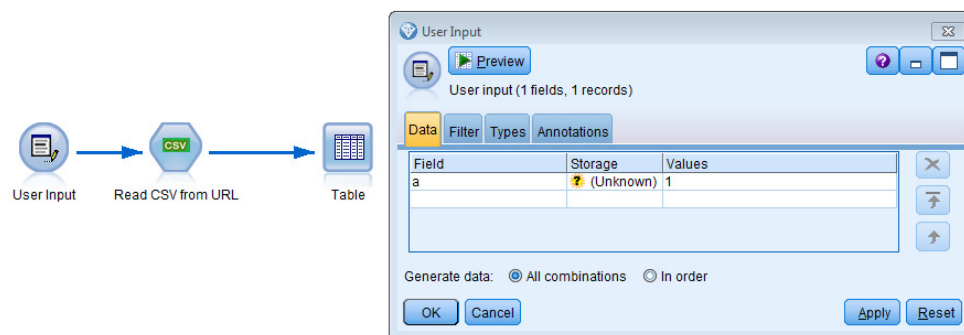 User Input
Preview
User input (1 fields, 1 records)
Data Filter Types Annotations
Field Storage Values
a ? (Unknown) 1
Generate data: All combinations In order
OK Cancel Apply Reset
CSV
User Input Read CSV from URL Table